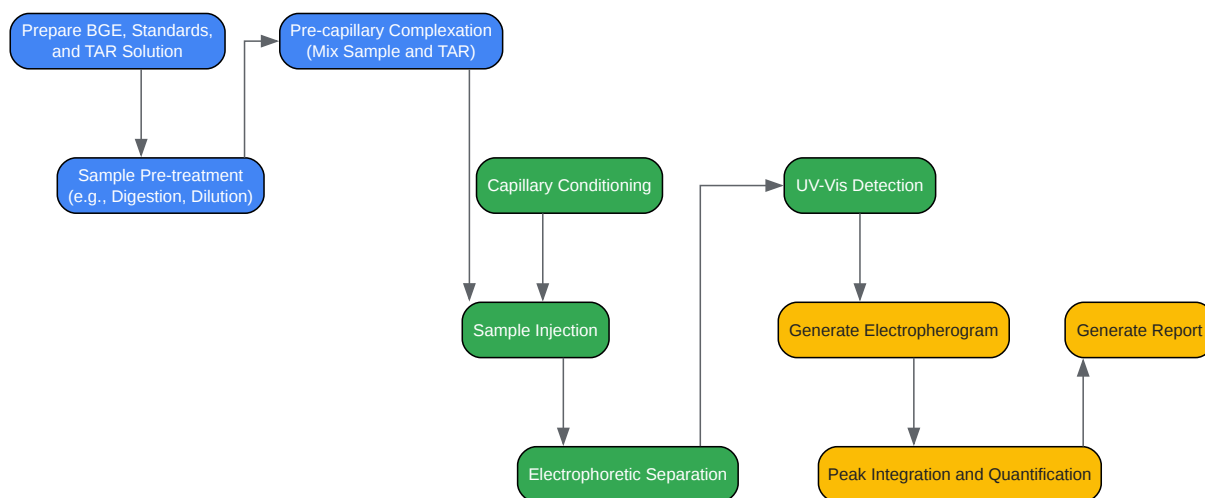 Prepare BGE, Standards,
and TAR Solution
Pre-capillary Complexation
(Mix Sample and TAR)
Sample Pre-treatment
(e.g., Digestion, Dilution)
Capillary Conditioning
UV-Vis Detection
Sample Injection
Generate Electropherogram
Generate Report
Electrophoretic Separation
Peak Integration and Quantification